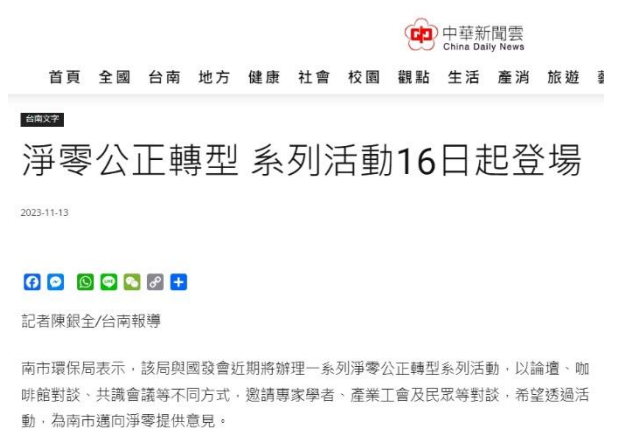 中華新聞雲
China Daily News
首頁 全國 台南 地方 健康 社會 校園 觀點 生活 產消 旅遊
台南文字
淨零公正轉型 系列活動16日起登場
2023-11-13
記者陳銀全/台南報導
南市環保局表示，該局與國發會近期將辦理一系列淨零公正轉型系列活動，以論壇、咖
啡館對談、共識會議等不同方式，邀請專家學者、產業工會及民眾等對談，希望透過活
動，為南市邁向淨零提供意見。